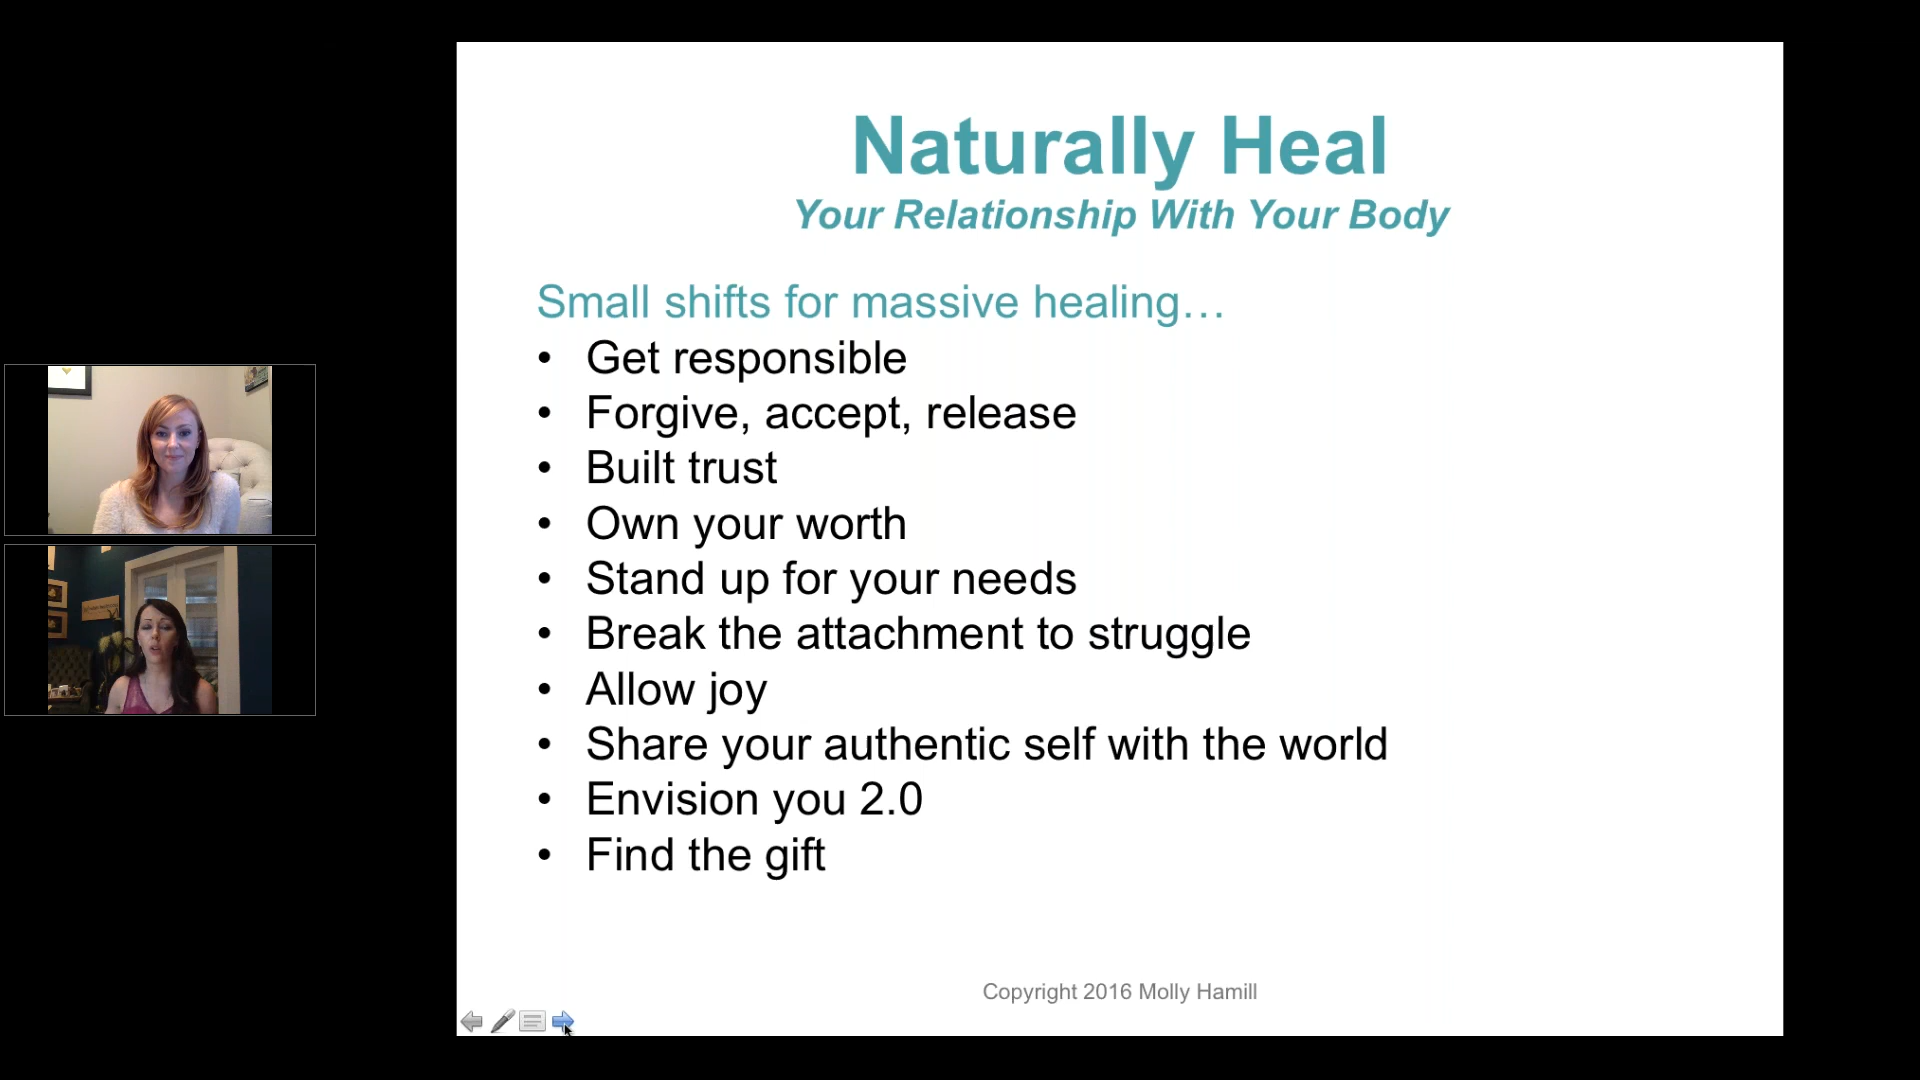 Naturally Heal
Your Relationship With Your Body
Small shifts for massive healing…
• Get responsible
• Forgive, accept, release
• Built trust
• Own your worth
• Stand up for your needs
• Break the attachment to struggle
• Allow joy
• Share your authentic self with the world
• Envision you 2.0
• Find the gift
Copyright 2016 Molly Hamill